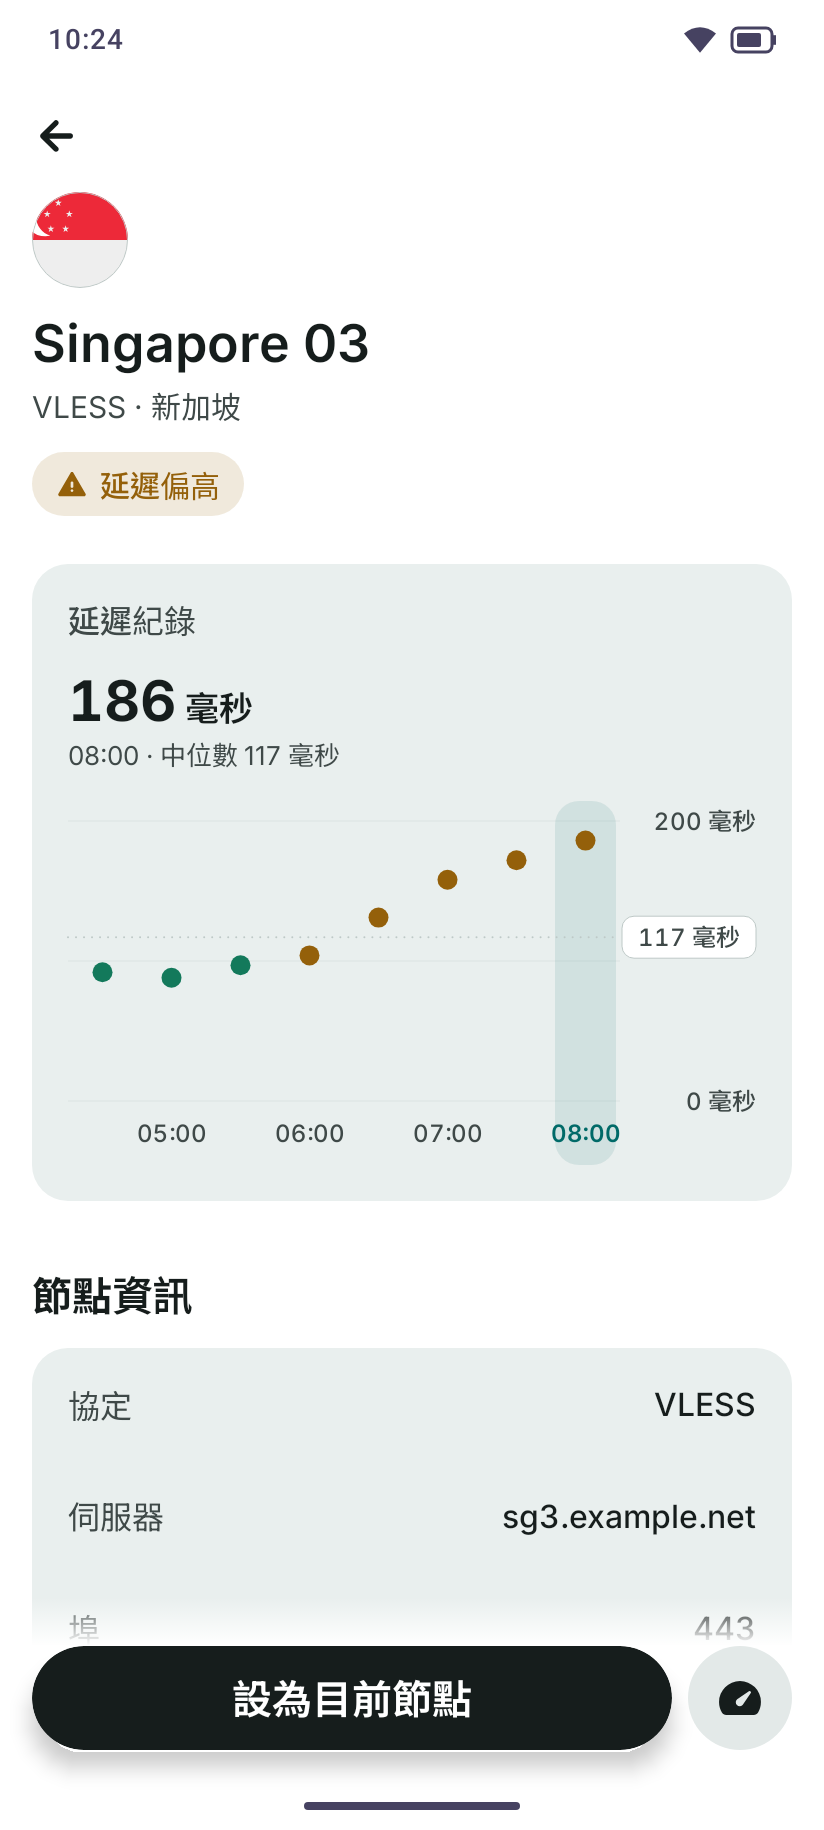 10:24
Singapore 03
VLESS · 新加坡
延遲偏高
延遲紀錄
186 毫秒
08:00 · 中位數 117 毫秒
200 毫秒
117 毫秒
0 毫秒
05:00 06:00 07:00 08:00
節點資訊
協定 VLESS
伺服器 sg3.example.net
埠 443
設為目前節點